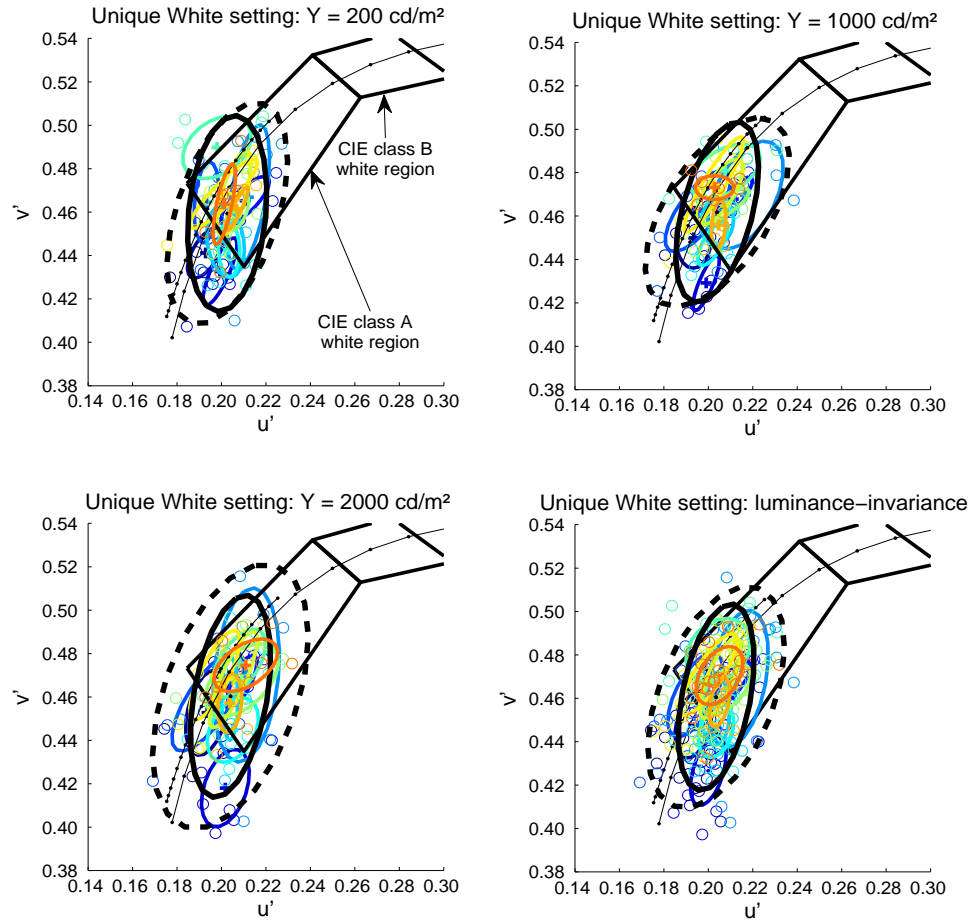 Unique White setting: Y = 200 cd/m²
0.54
0.52
0.50
0.48
0.46
0.44
0.42
0.40
0.38
v'
0.14 0.16 0.18 0.20 0.22 0.24 0.26 0.28 0.30
u'
CIE class B
white region
CIE class A
white region
Unique White setting: Y = 1000 cd/m²
0.54
0.52
0.50
0.48
0.46
0.44
0.42
0.40
0.38
v'
0.14 0.16 0.18 0.20 0.22 0.24 0.26 0.28 0.30
u'
Unique White setting: Y = 2000 cd/m²
0.54
0.52
0.50
0.48
0.46
0.44
0.42
0.40
0.38
v'
0.14 0.16 0.18 0.20 0.22 0.24 0.26 0.28 0.30
u'
Unique White setting: luminance−invariance
0.54
0.52
0.50
0.48
0.46
0.44
0.42
0.40
0.38
v'
0.14 0.16 0.18 0.20 0.22 0.24 0.26 0.28 0.30
u'